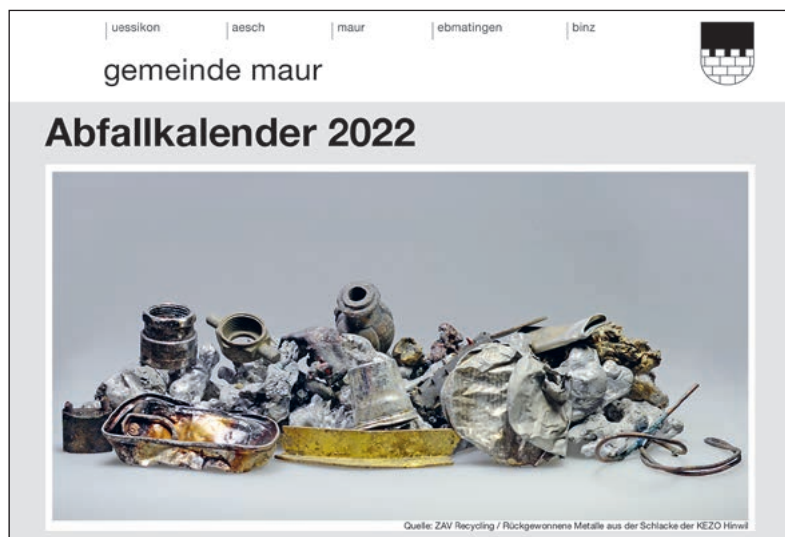 uessikon aesch maur ebmatingen binz
gemeinde maur
Abfallkalender 2022
Quelle: ZAV Recycling / Rückgewonnene Metalle aus der Schlacke der KEZO Hinwil